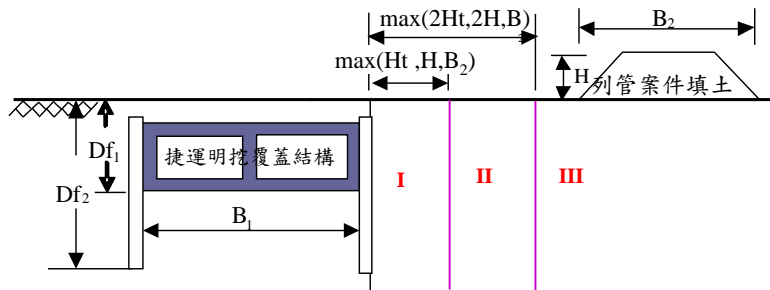 max(2Ht,2H,B)
B2
max(Ht ,H,B2)
H
列管案件填土
Df1
捷運明挖覆蓋結構
I
II
III
Df2
B1